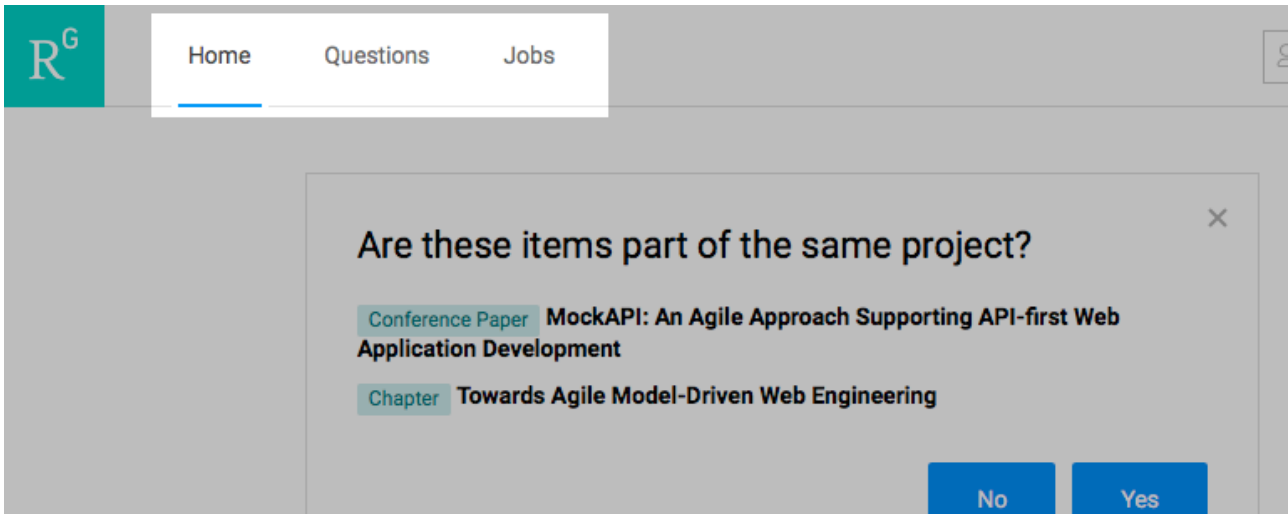 RG
Home Questions Jobs
Are these items part of the same project?
Conference Paper MockAPI: An Agile Approach Supporting API-first Web
Application Development
Chapter Towards Agile Model-Driven Web Engineering
No Yes